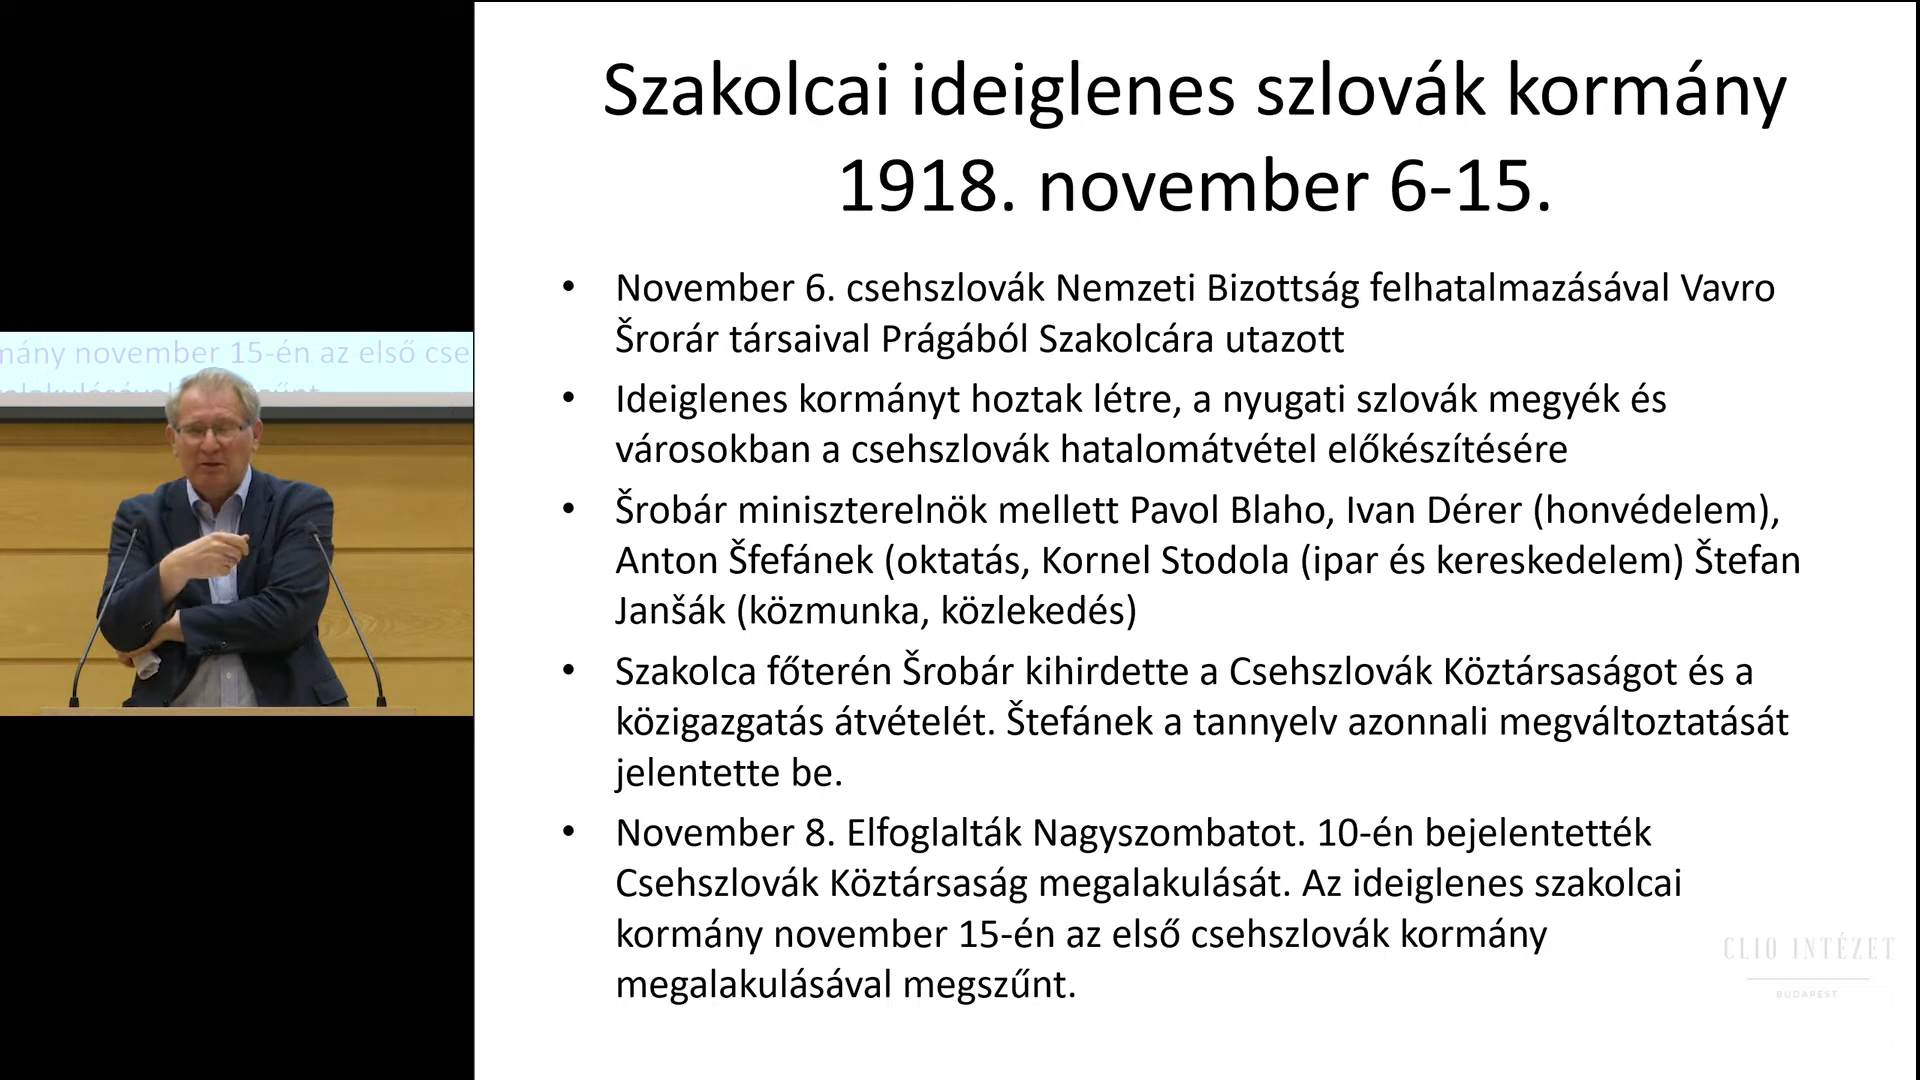 Szakolcai ideiglenes szlovák kormány
1918. november 6-15.
• November 6. csehszlovák Nemzeti Bizottság felhatalmazásával Vavro
Šrorár társaival Prágából Szakolcára utazott
• Ideiglenes kormányt hoztak létre, a nyugati szlovák megyék és
városokban a csehszlovák hatalomátvétel előkészítésére
• Šrobár miniszterelnök mellett Pavol Blaho, Ivan Dérer (honvédelem),
Anton Šfefánek (oktatás, Kornel Stodola (ipar és kereskedelem) Štefan
Janšák (közmunka, közlekedés)
• Szakolca főterén Šrobár kihirdette a Csehszlovák Köztársaságot és a
közigazgatás átvételét. Štefánek a tannyelv azonnali megváltoztatását
jelentette be.
• November 8. Elfoglalták Nagyszombatot. 10-én bejelentették
Csehszlovák Köztársaság megalakulását. Az ideiglenes szakolcai
kormány november 15-én az első csehszlovák kormány
megalakulásával megszűnt.
mány november 15-én az első cse
CLIO INTÉZET
BUDAPEST